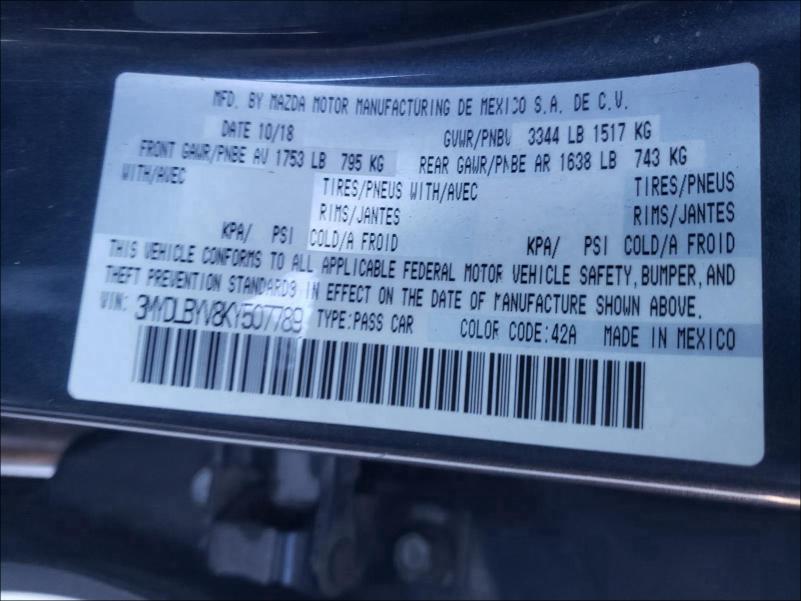 MFD. BY MAZDA MOTOR MANUFACTURING DE MEXICO S.A. DE C.V.
DATE 10/18 GVWR/PNBV 3344 LB 1517 KG
FRONT GAWR/PNBE AV 1753 LB 795 KG REAR GAWR/PNBE AR 1638 LB 743 KG
WITH/AVEC TIRES/PNEUS WITH/AVEC TIRES/PNEUS
RIMS/JANTES RIMS/JANTES
KPA/ PSI COLD/A FROID KPA/ PSI COLD/A FROID
THIS VEHICLE CONFORMS TO ALL APPLICABLE FEDERAL MOTOR VEHICLE SAFETY, BUMPER, AND
THEFT PREVENTION STANDARDS IN EFFECT ON THE DATE OF MANUFACTURE SHOWN ABOVE.
VIN: 3MYDLBYV8KY507789 TYPE:PASS CAR COLOR CODE:42A MADE IN MEXICO